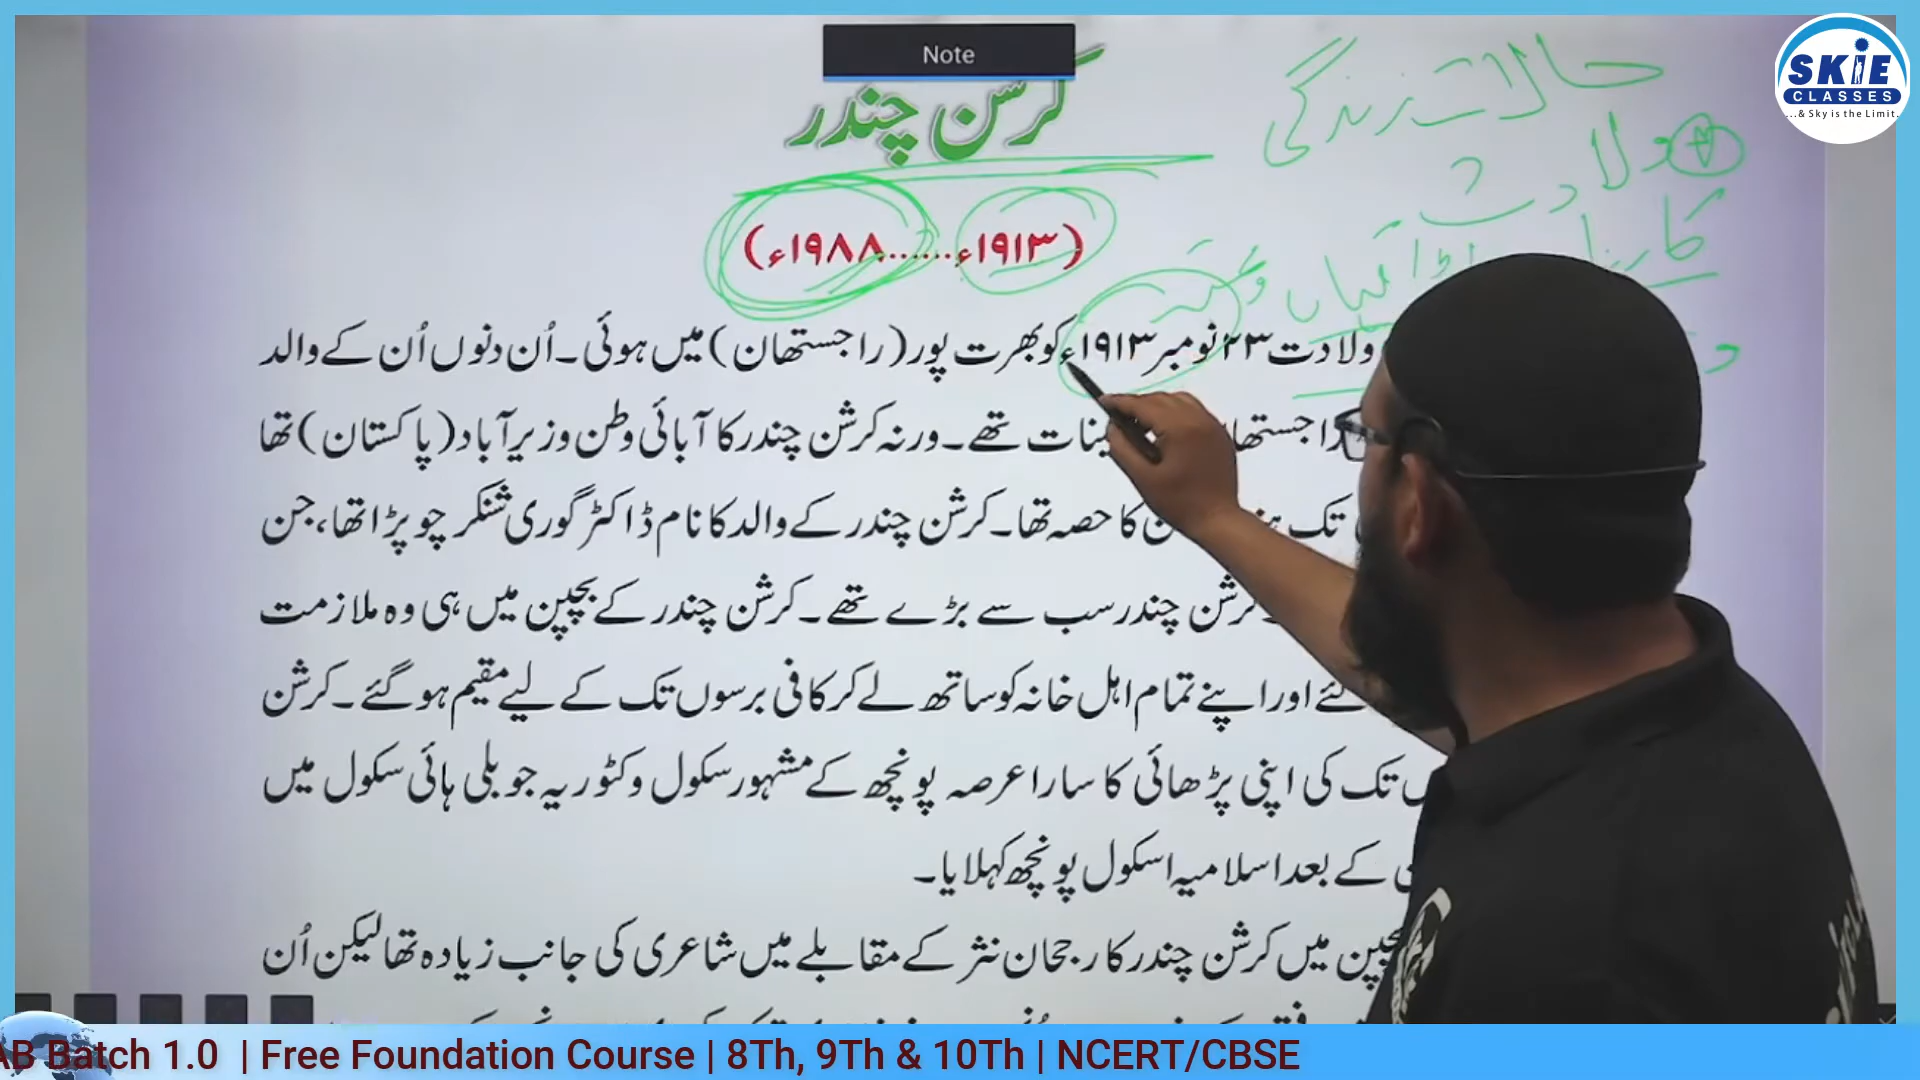 Note
SKIE
CLASSES
...& Sky is the Limit.
حالات زندگی
ولادت
کرشن چندر
(۱۹۱۳ء......۱۹۸۸ء)
ولادت ۲۳ نومبر ۱۹۱۳ء کو بھرت پور (راجستھان) میں ہوئی۔ اُن دنوں اُن کے والد
تھے۔ ورنہ کرشن چندر کا آبائی وطن وزیر آباد (پاکستان) تھا
تک کا حصہ تھا۔ کرشن چندر کے والد کا نام ڈاکٹر گوری شنکر چوپڑا تھا، جن
کرشن چندر سب سے بڑے تھے۔ کرشن چندر کے بچپن میں ہی وہ ملازمت
اور اپنے تمام اہل خانہ کو ساتھ لے کر کافی برسوں تک کے لیے مقیم ہو گئے۔ کرشن
تک کی اپنی پڑھائی کا سارا عرصہ پونچھ کے مشہور سکول وکٹوریہ جوبلی ہائی سکول میں
کے بعد اسلامیہ اسکول پونچھ کہلایا۔
بچپن میں کرشن چندر کا رجحان نثر کے مقابلے میں شاعری کی جانب زیادہ تھا لیکن اُن
AB Batch 1.0 | Free Foundation Course | 8Th, 9Th & 10Th | NCERT/CBSE